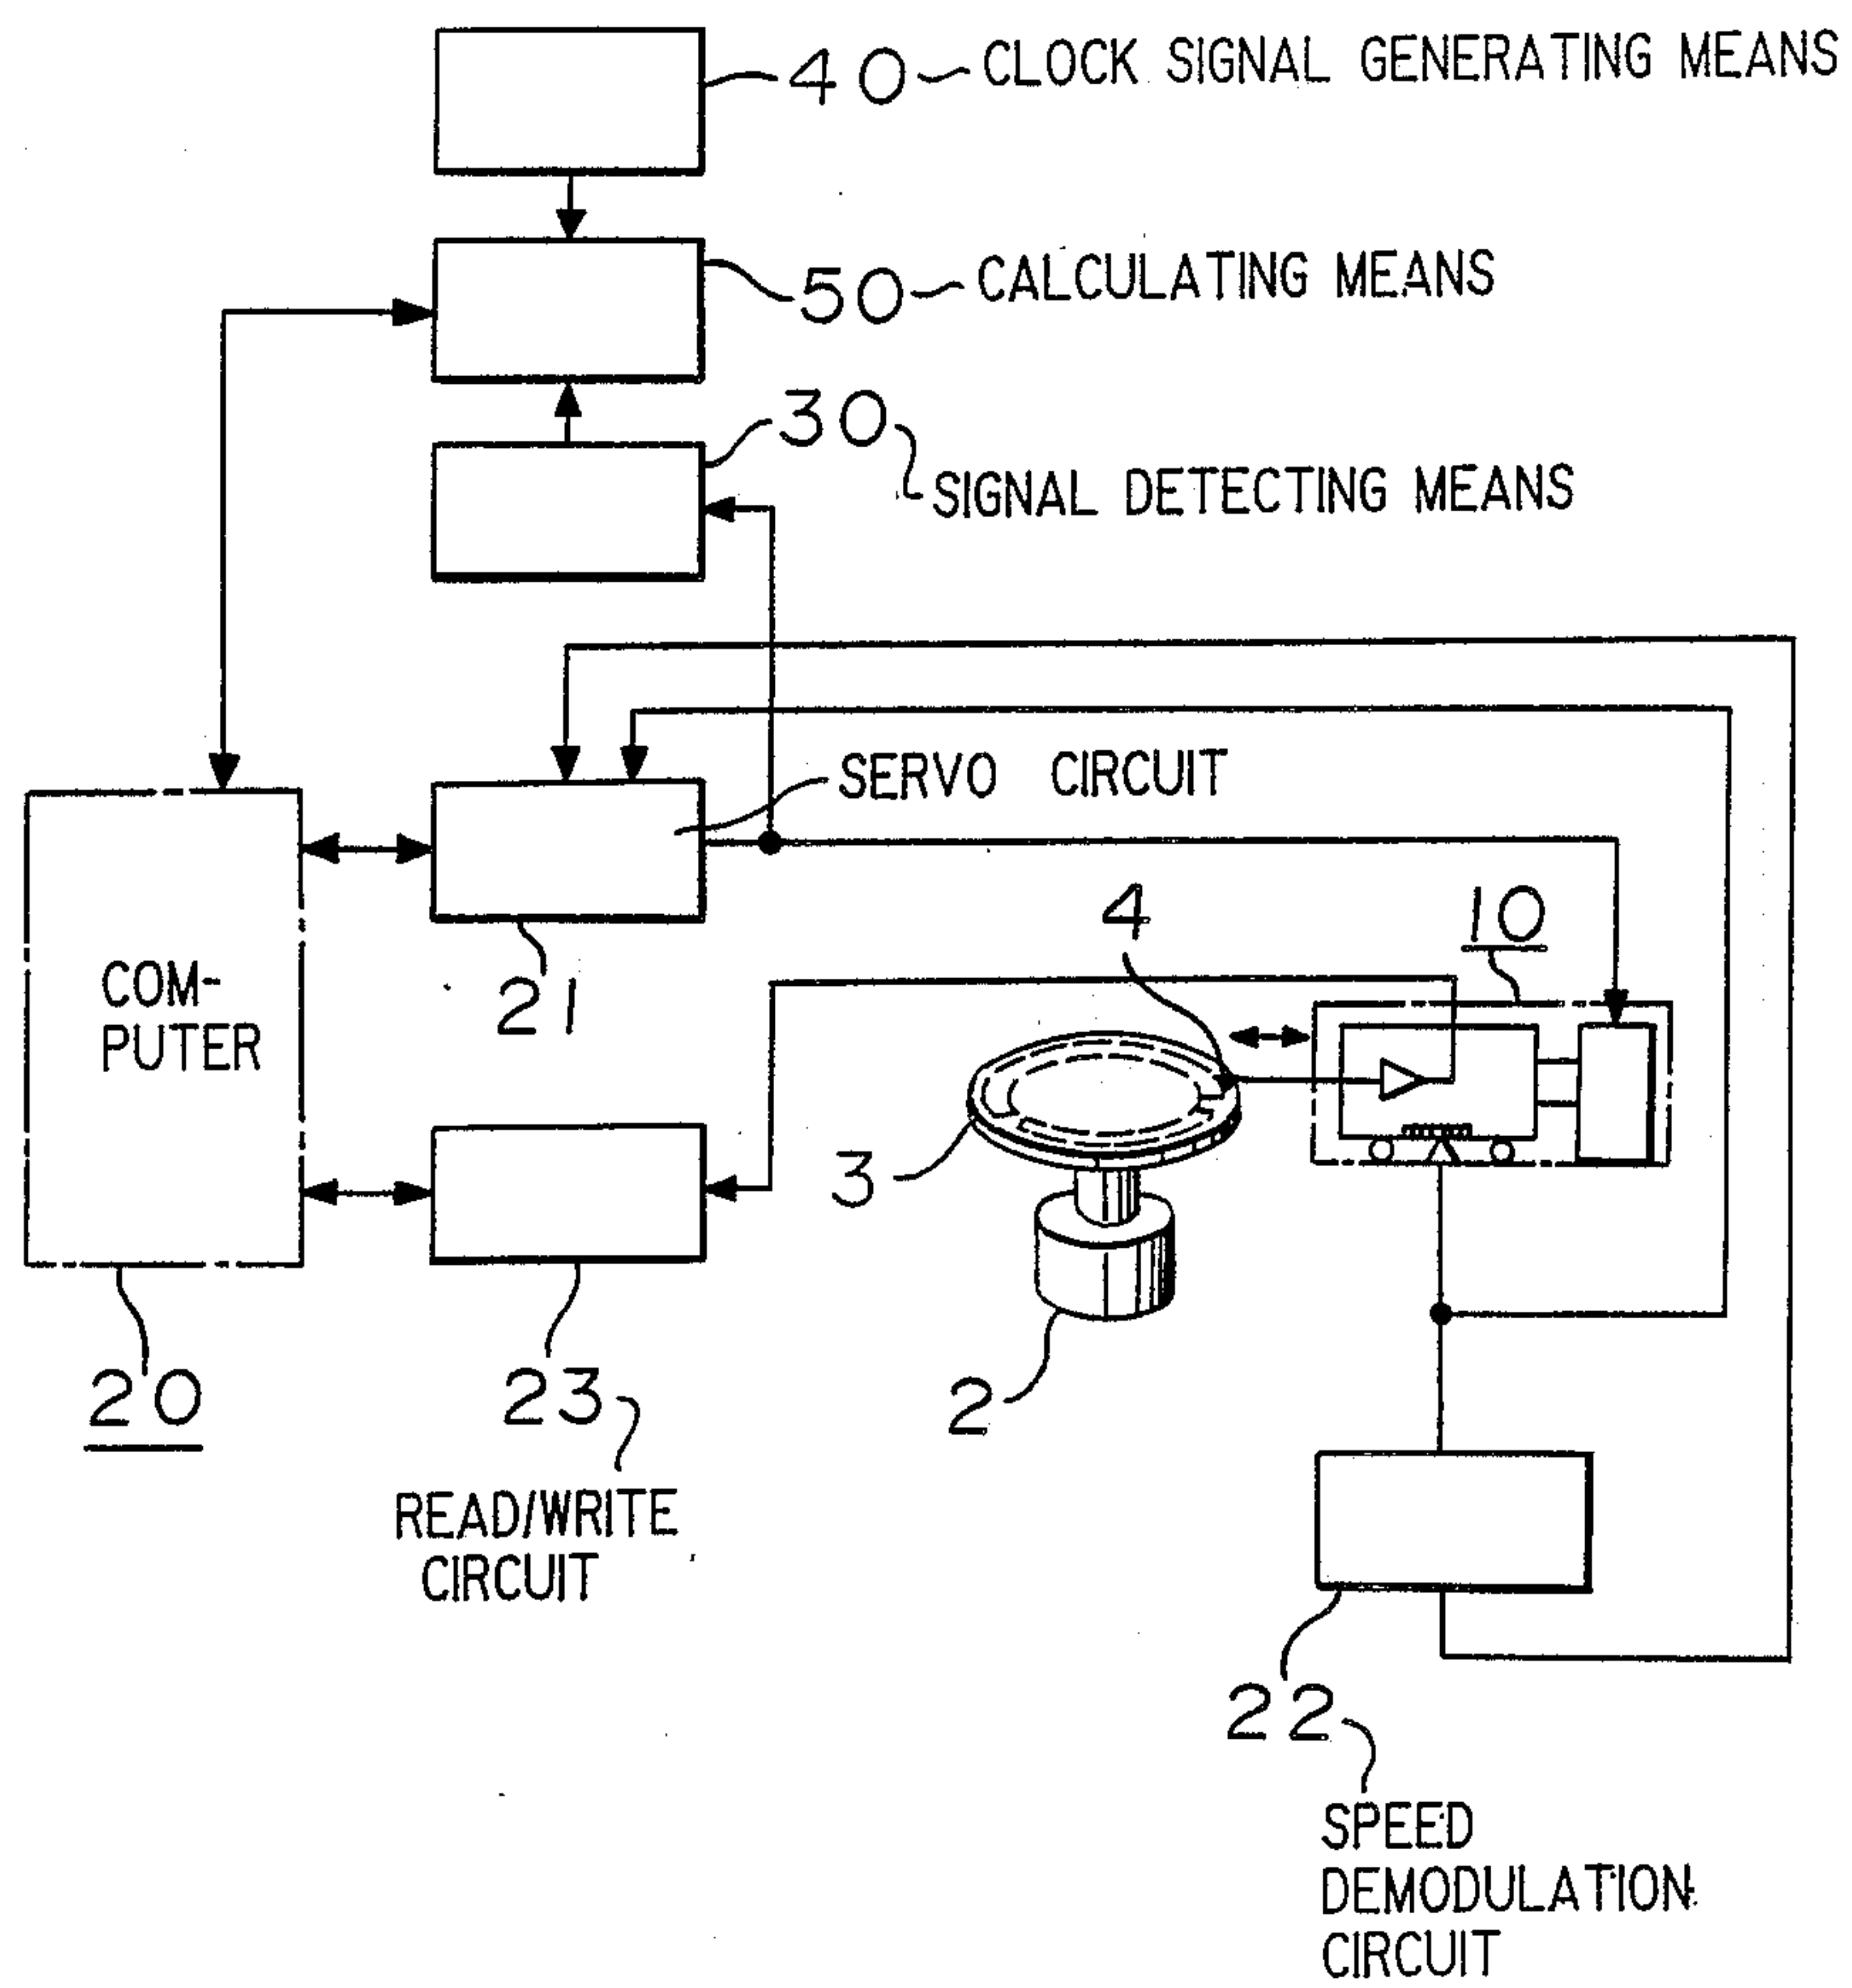 40 CLOCK SIGNAL GENERATING MEANS
50 CALCULATING MEANS
30
SIGNAL DETECTING MEANS
SERVO CIRCUIT
4
10
COM-
PUTER
21
3
2
20
23
READ/WRITE
CIRCUIT
22
SPEED
DEMODULATION
CIRCUIT